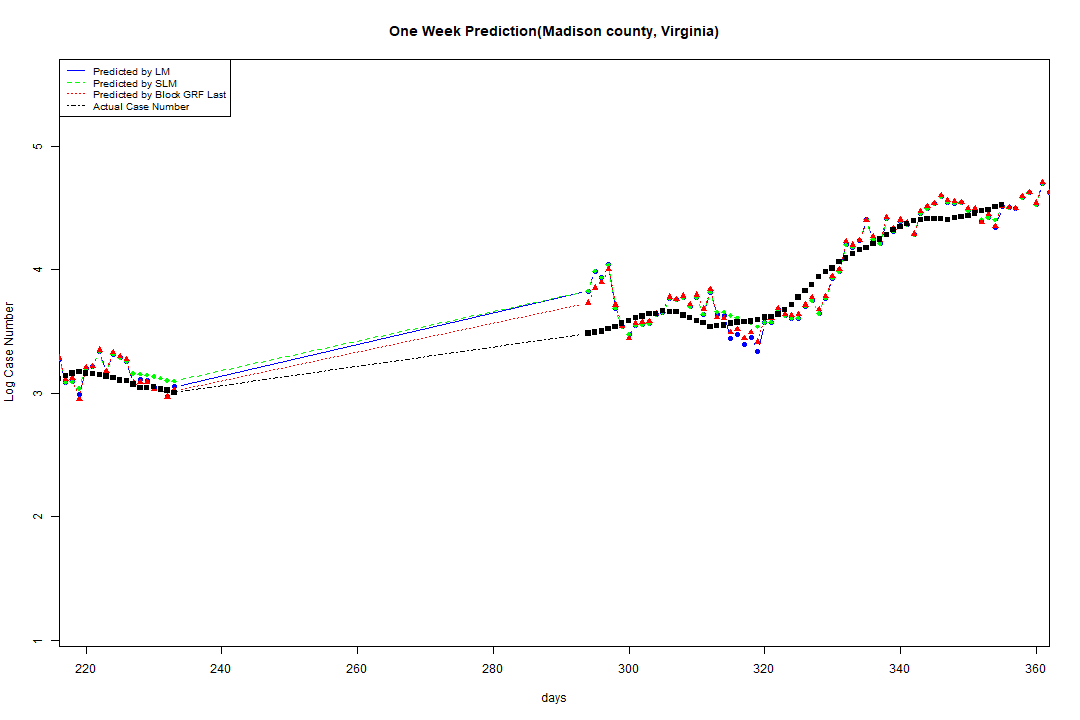 One Week Prediction(Madison county, Virginia)
Predicted by LM
Predicted by SLM
Predicted by Block GRF Last
Actual Case Number
Log Case Number
5
4
3
2
1
220 240 260 280 300 320 340 360
days